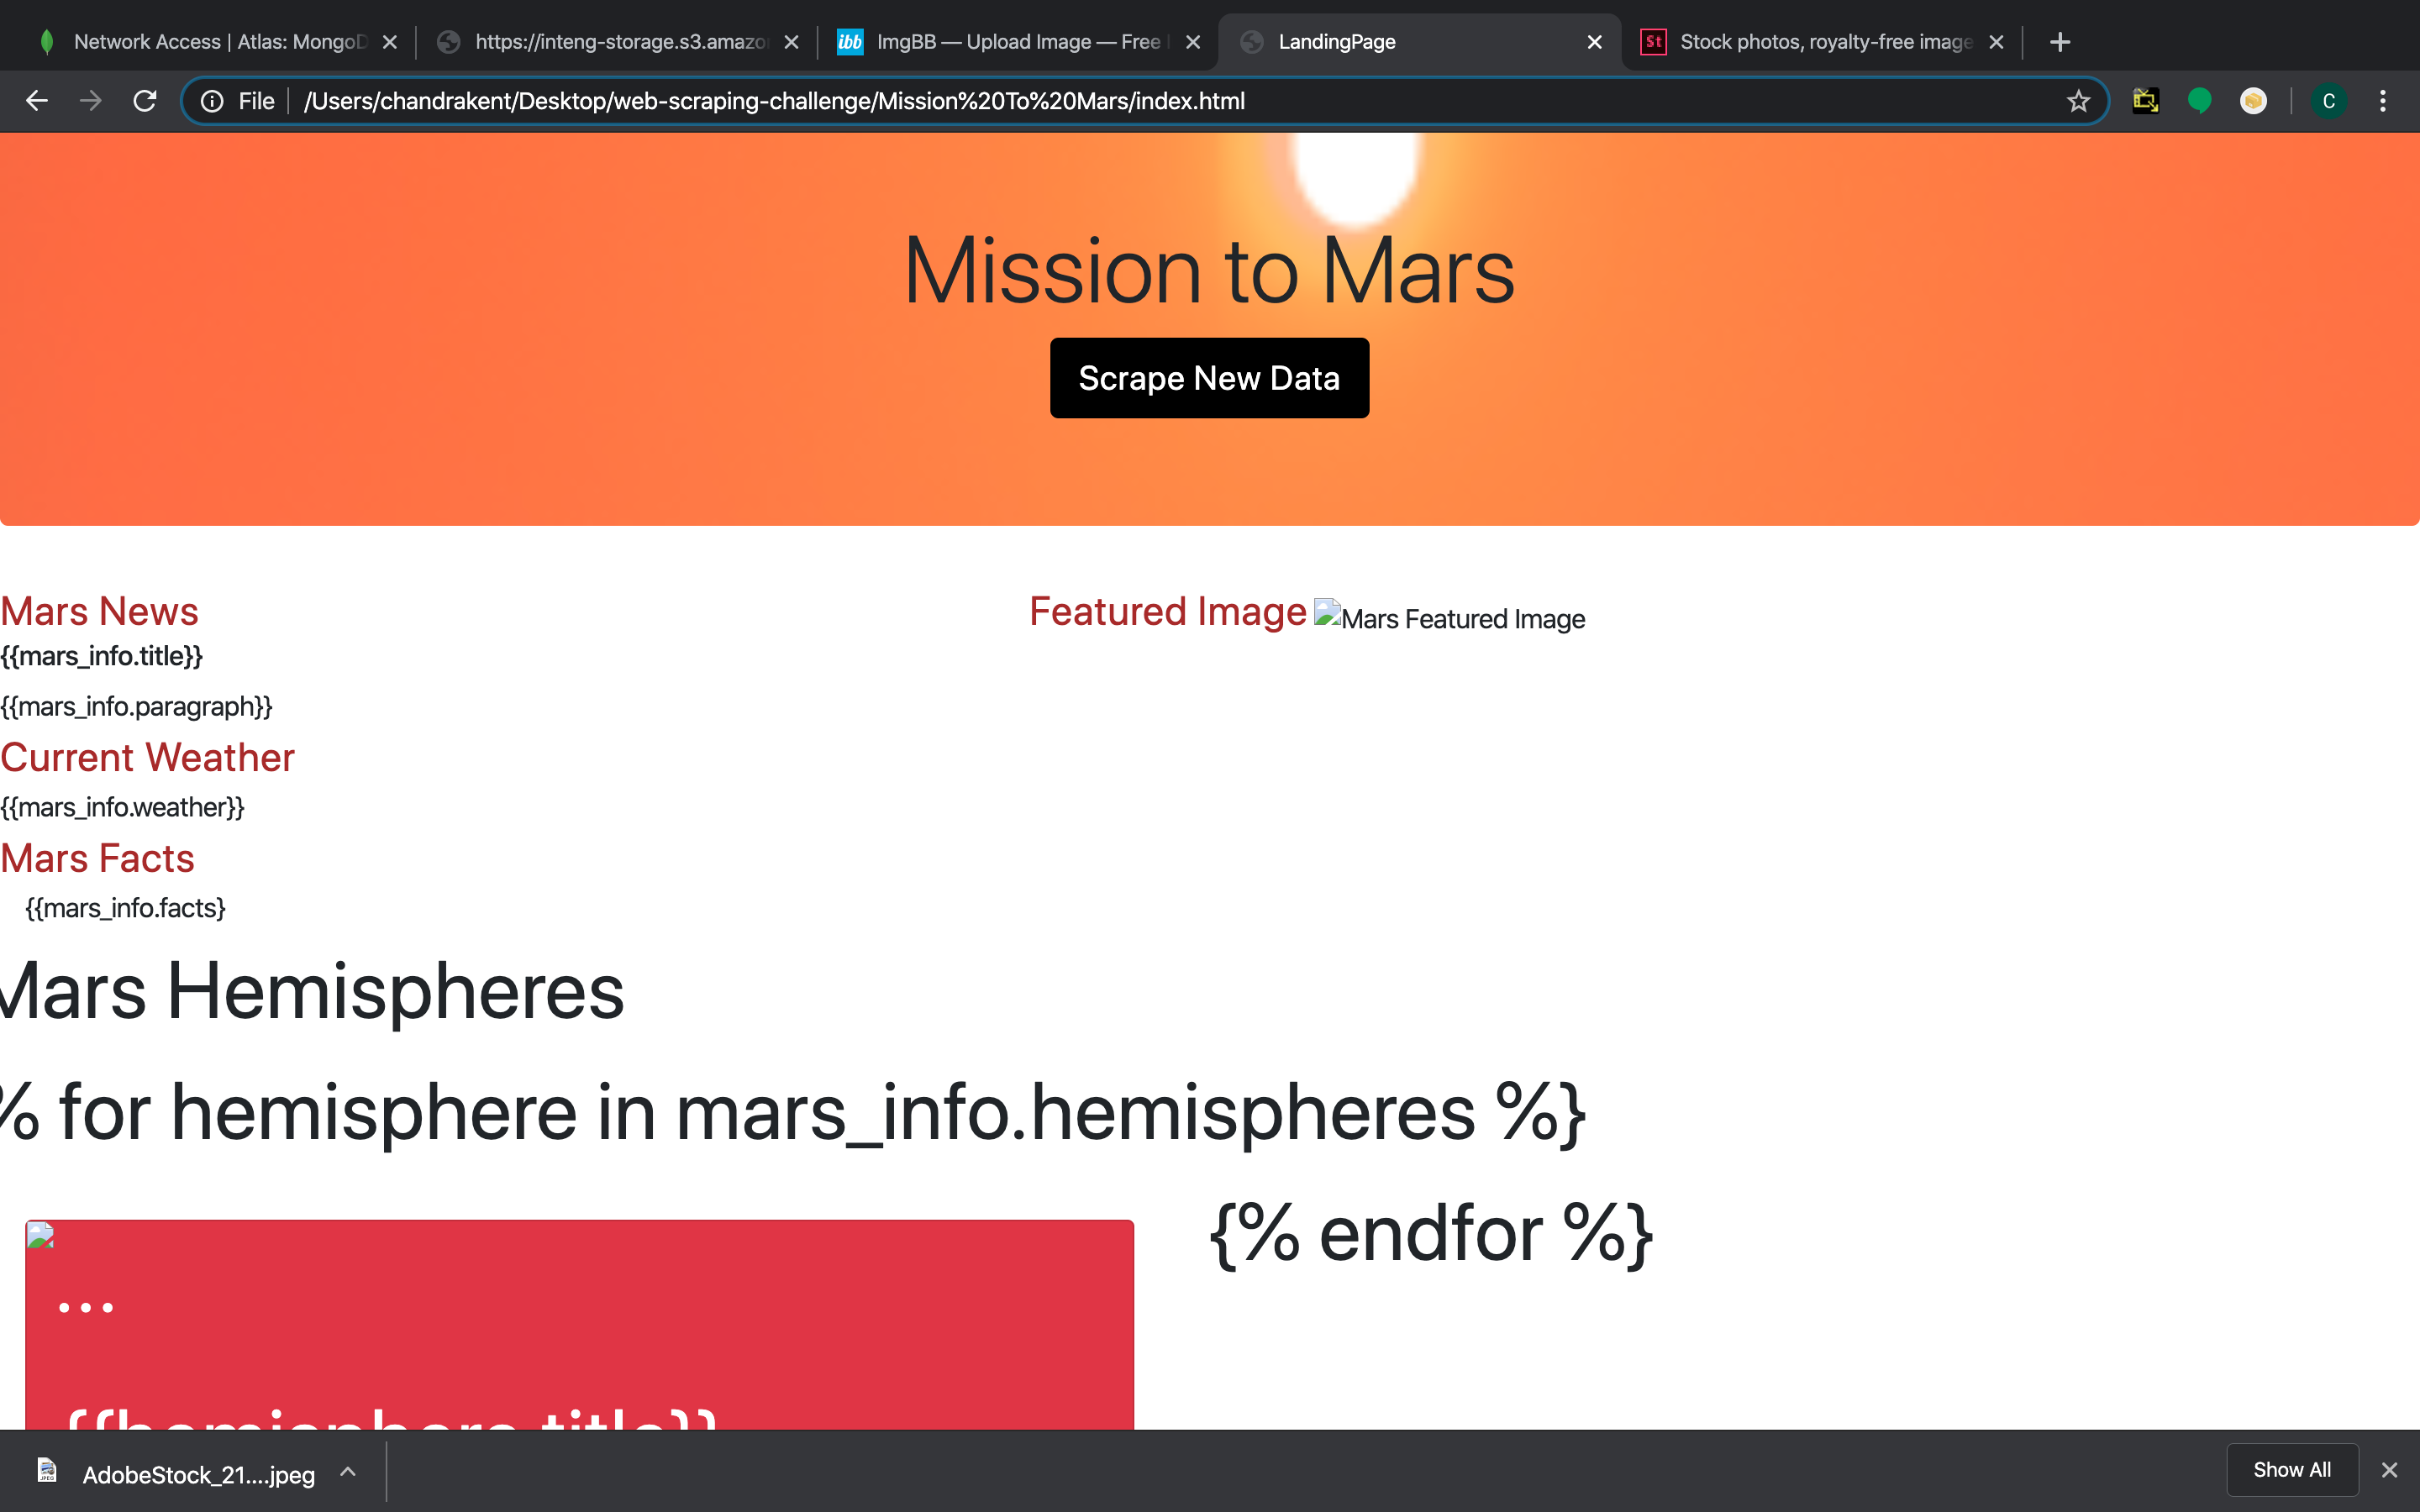 Network Access | Atlas: MongoD
https://inteng-storage.s3.amazo
ibb ImgBB — Upload Image — Free
LandingPage
St Stock photos, royalty-free image
File /Users/chandrakent/Desktop/web-scraping-challenge/Mission%20To%20Mars/index.html
C
Mission to Mars
Scrape New Data
Mars News
{{mars_info.title}}
{{mars_info.paragraph}}
Current Weather
{{mars_info.weather}}
Mars Facts
{{mars_info.facts}
Featured Image
Mars Featured Image
Mars Hemispheres
% for hemisphere in mars_info.hemispheres %}
...
{{hemisphere.title}}
{% endfor %}
JPEG
AdobeStock_21....jpeg
Show All